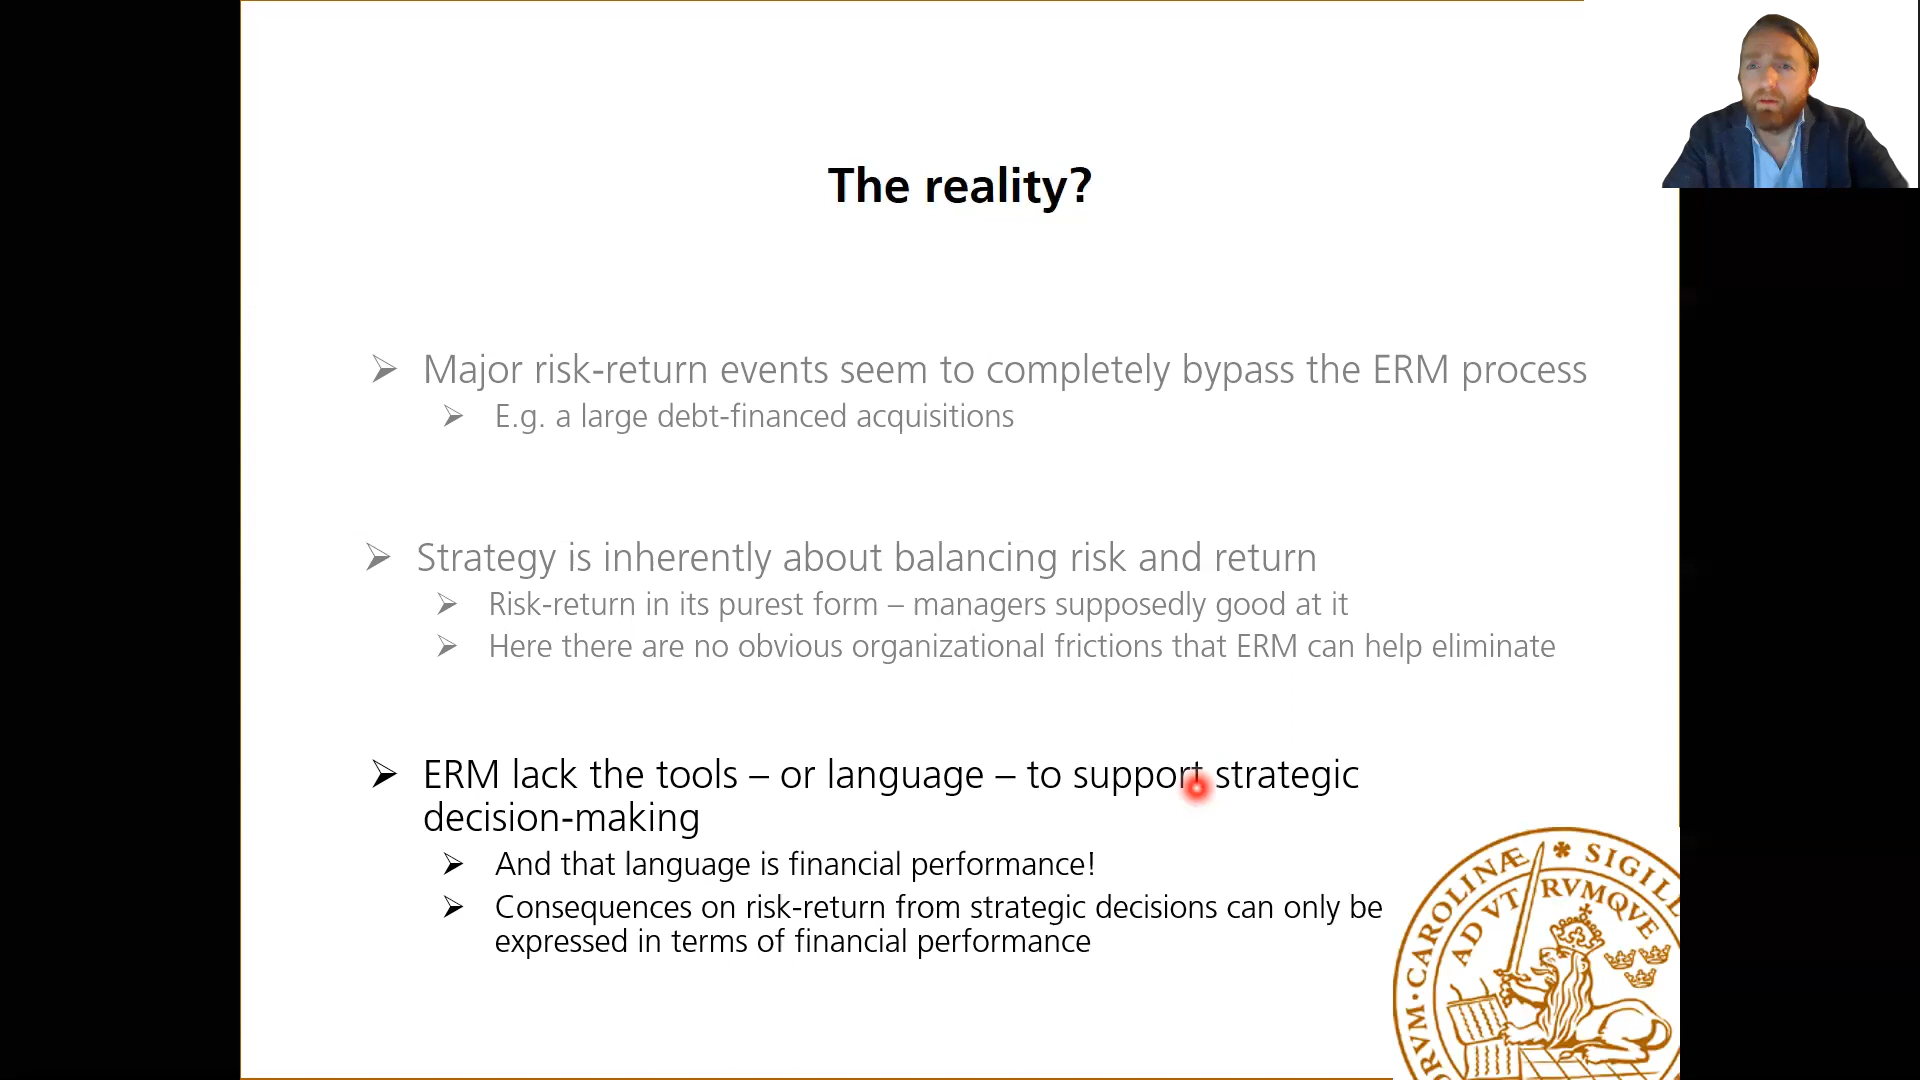 The reality?
Major risk-return events seem to completely bypass the ERM process
E.g. a large debt-financed acquisitions
Strategy is inherently about balancing risk and return
Risk-return in its purest form – managers supposedly good at it
Here there are no obvious organizational frictions that ERM can help eliminate
ERM lack the tools – or language – to support strategic
decision-making
And that language is financial performance!
Consequences on risk-return from strategic decisions can only be
expressed in terms of financial performance
CAROLINÆ * SIGILL
AD VTRVMQVE